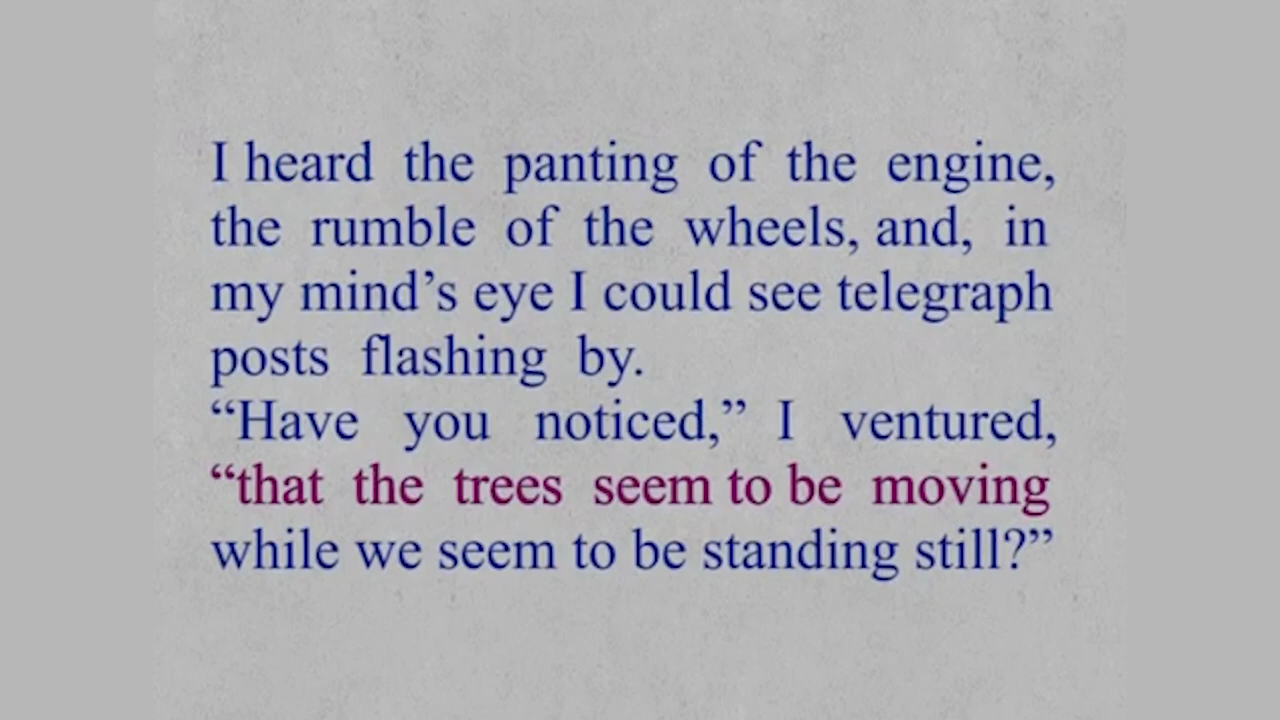 I heard the panting of the engine,
the rumble of the wheels, and, in
my mind’s eye I could see telegraph
posts flashing by.
“Have you noticed,” I ventured,
“that the trees seem to be moving
while we seem to be standing still?”